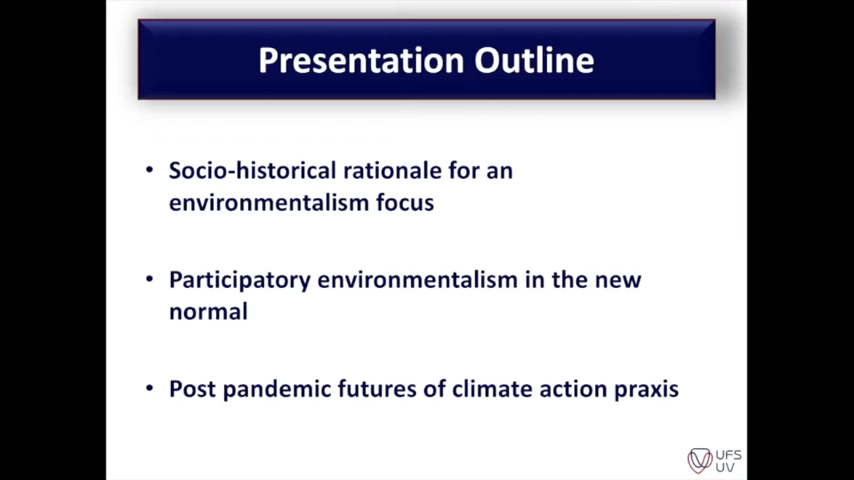 Presentation Outline
• Socio-historical rationale for an
environmentalism focus
• Participatory environmentalism in the new
normal
• Post pandemic futures of climate action praxis
UFS
UV